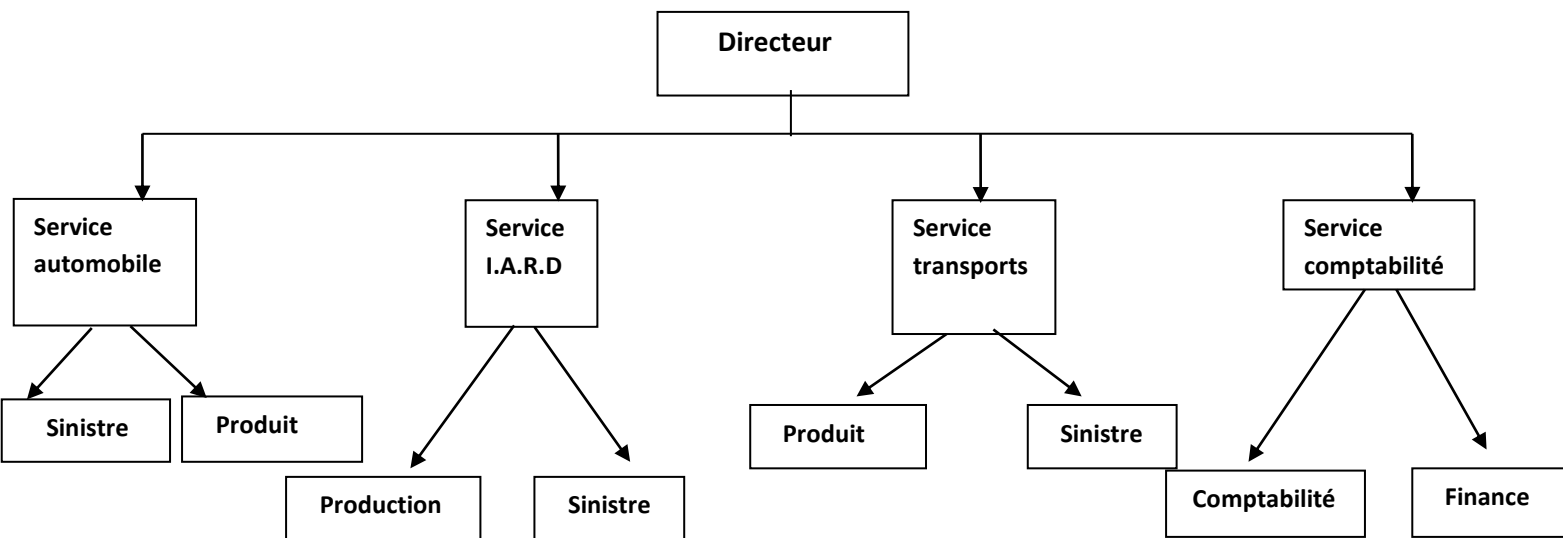 Directeur
Service
automobile
Service
I.A.R.D
Service
transports
Service
comptabilité
Sinistre
Produit
Production
Sinistre
Produit
Sinistre
Comptabilité
Finance